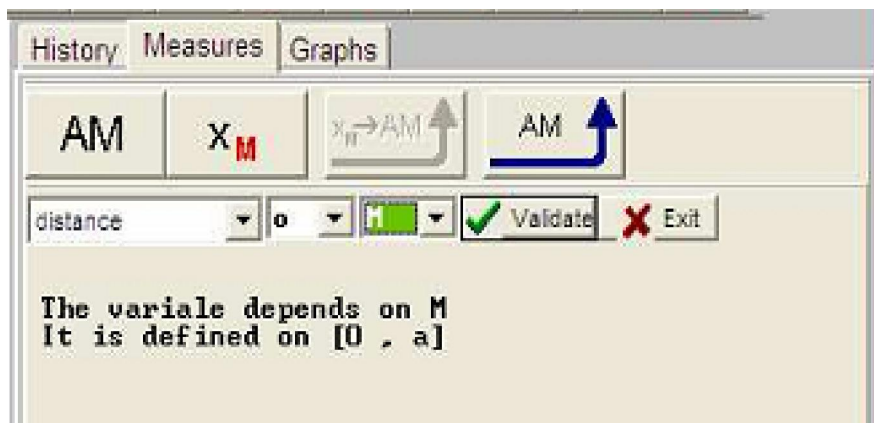 History Measures Graphs
AM x M x M→AM AM
distance o M Validate Exit
The variale depends on M
It is defined on [O , a]